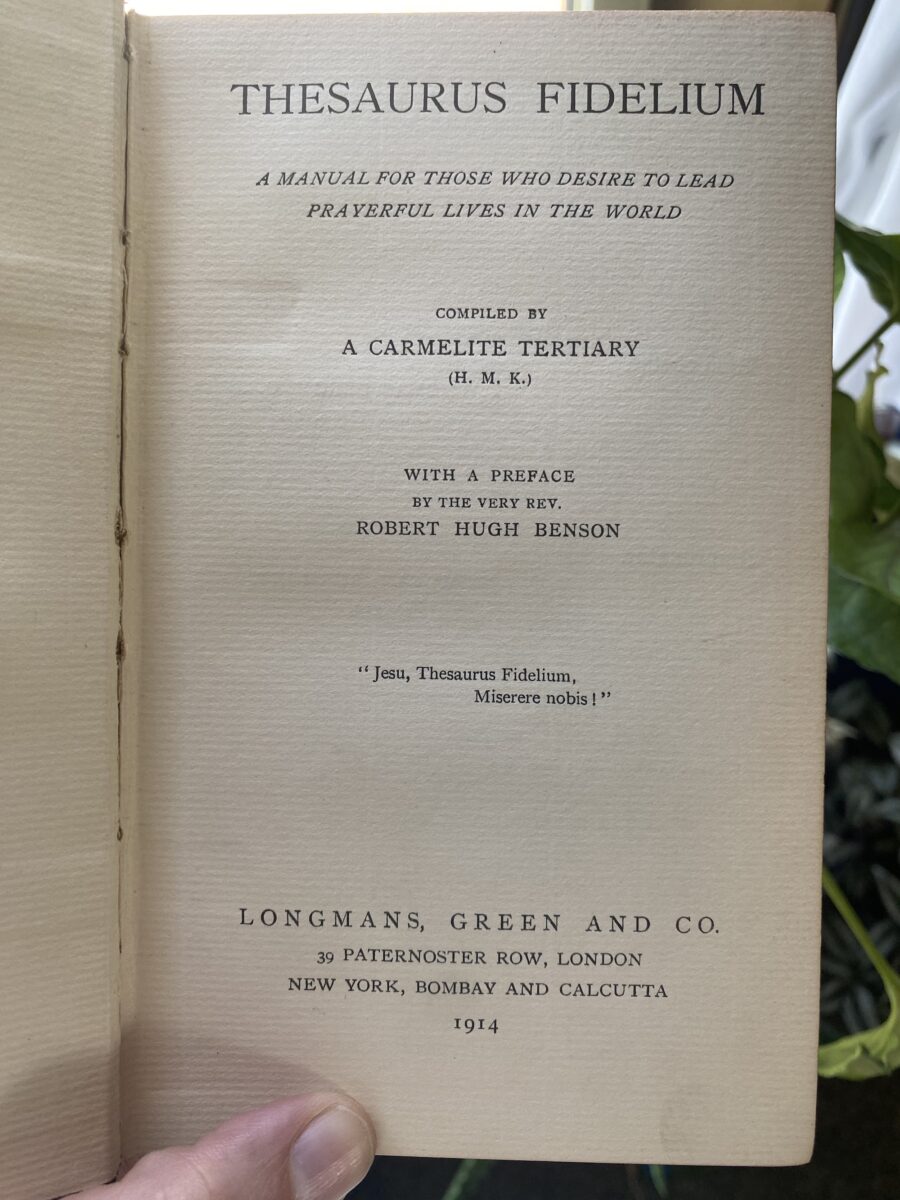 THESAURUS FIDELIUM
A MANUAL FOR THOSE WHO DESIRE TO LEAD
PRAYERFUL LIVES IN THE WORLD
COMPILED BY
A CARMELITE TERTIARY
(H. M. K.)
WITH A PREFACE
BY THE VERY REV.
ROBERT HUGH BENSON
“Jesu, Thesaurus Fidelium,
Miserere nobis!”
LONGMANS, GREEN AND CO.
39 PATERNOSTER ROW, LONDON
NEW YORK, BOMBAY AND CALCUTTA
1914